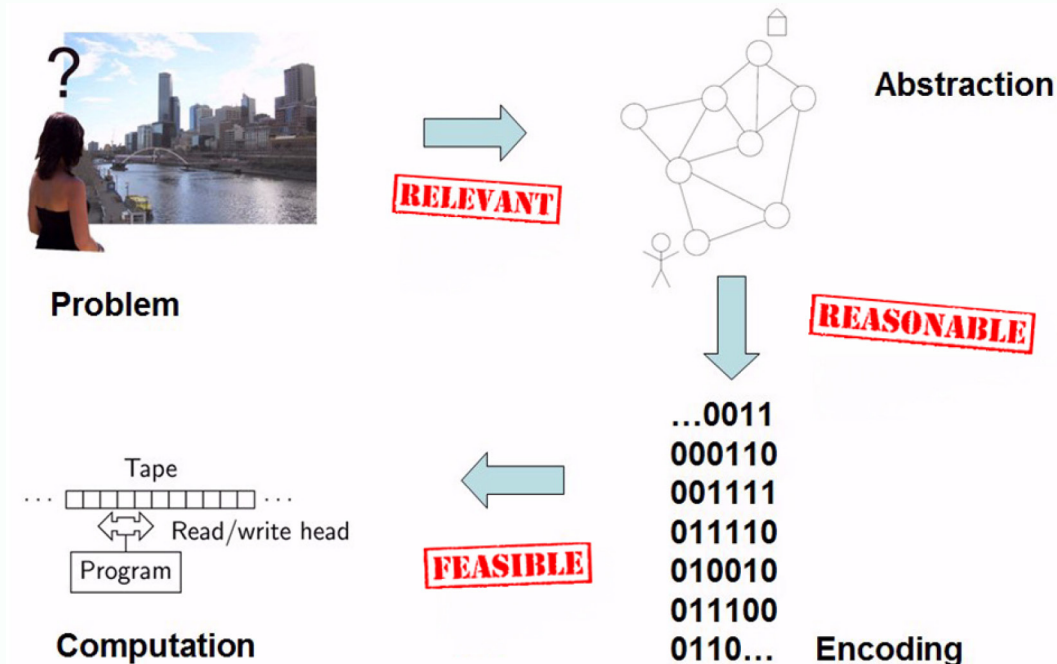 ?
Abstraction
RELEVANT
Problem
REASONABLE
...0011
000110
001111
011110
010010
011100
0110...
Encoding
FEASIBLE
Tape
... ...
Read/write head
Program
Computation